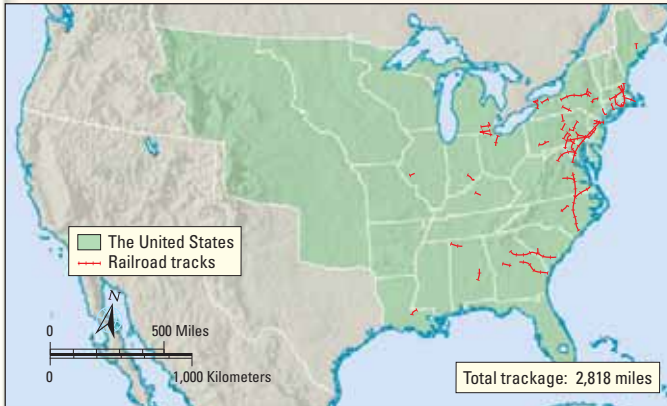 The United States
Railroad tracks
N
0 500 Miles
0 1,000 Kilometers
Total trackage: 2,818 miles